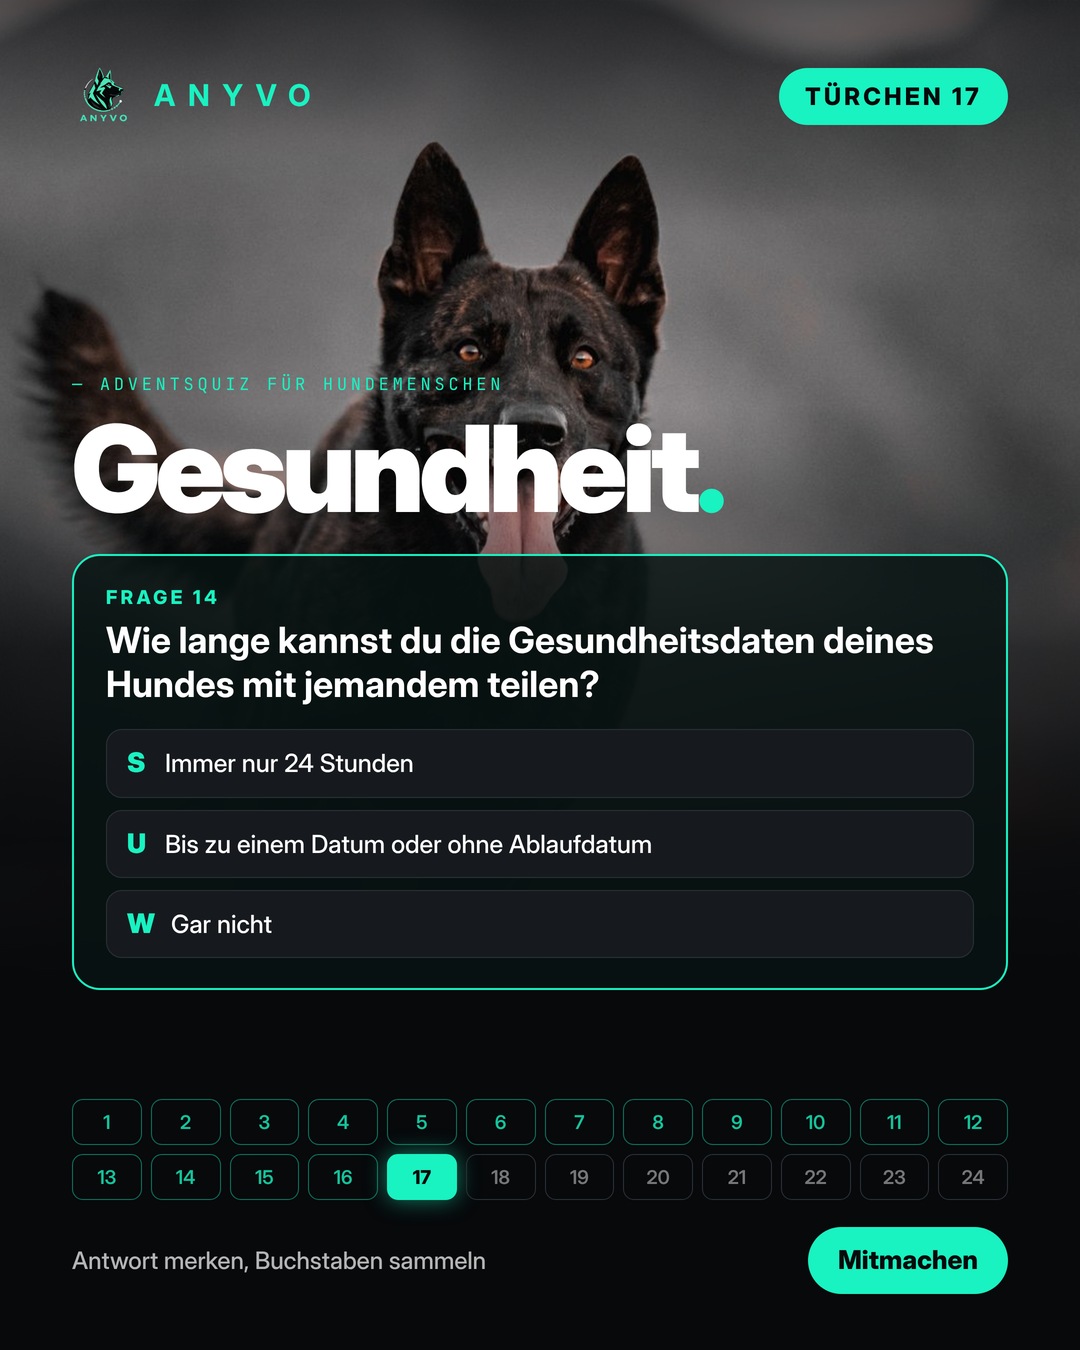 ANYVO
ANYVO
TÜRCHEN 17
— ADVENTSQUIZ FÜR HUNDEMENSCHEN
Gesundheit.
FRAGE 14
Wie lange kannst du die Gesundheitsdaten deines
Hundes mit jemandem teilen?
S Immer nur 24 Stunden
U Bis zu einem Datum oder ohne Ablaufdatum
W Gar nicht
1 2 3 4 5 6 7 8 9 10 11 12
13 14 15 16 17 18 19 20 21 22 23 24
Antwort merken, Buchstaben sammeln
Mitmachen